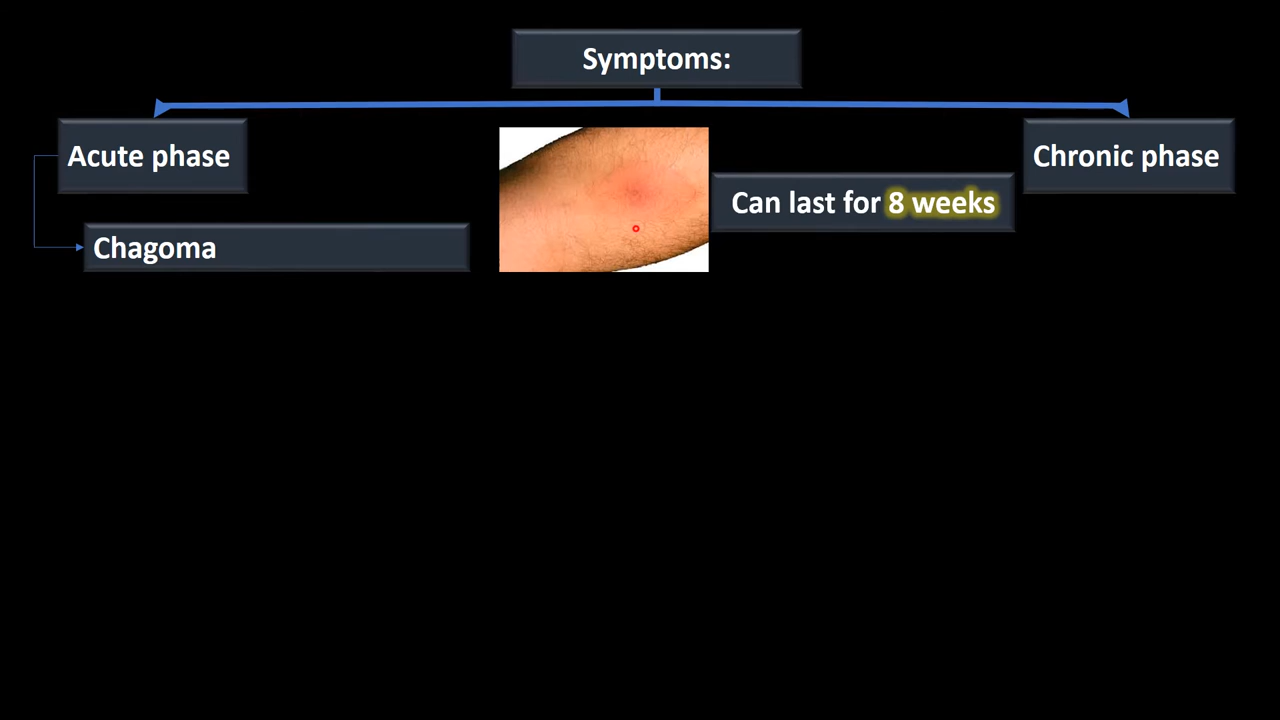 Symptoms:
Acute phase
Chronic phase
Can last for 8 weeks
Chagoma